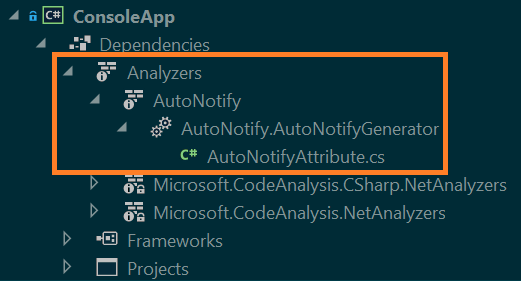 C# ConsoleApp
Dependencies
Analyzers
AutoNotify
AutoNotify.AutoNotifyGenerator
C# AutoNotifyAttribute.cs
Microsoft.CodeAnalysis.CSharp.NetAnalyzers
Microsoft.CodeAnalysis.NetAnalyzers
Frameworks
Projects